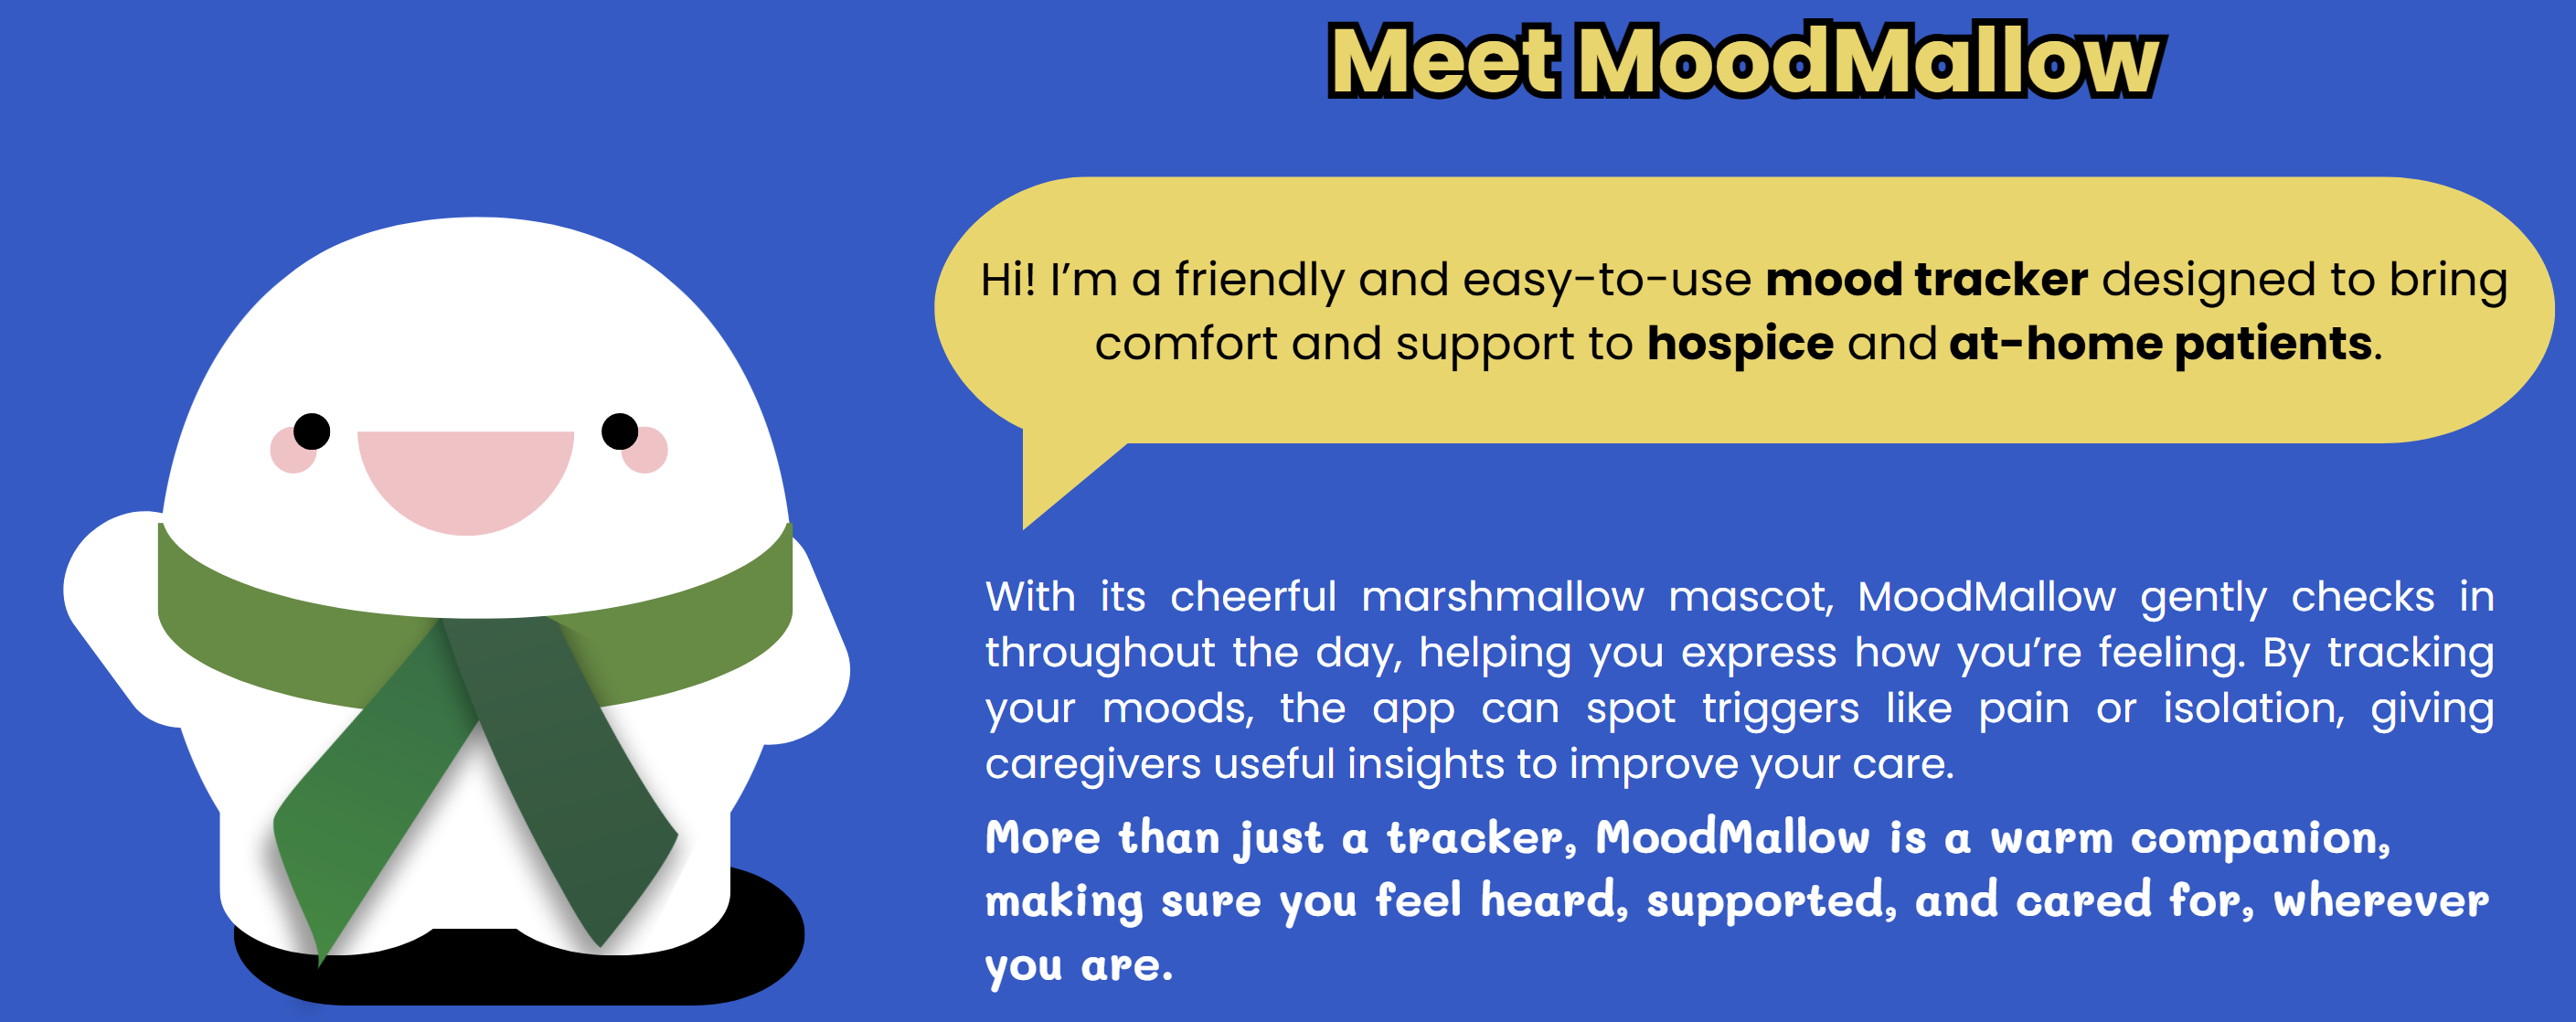 Meet MoodMallow
Hi! I’m a friendly and easy-to-use mood tracker designed to bring
comfort and support to hospice and at-home patients.
With its cheerful marshmallow mascot, MoodMallow gently checks in
throughout the day, helping you express how you’re feeling. By tracking
your moods, the app can spot triggers like pain or isolation, giving
caregivers useful insights to improve your care.
More than just a tracker, MoodMallow is a warm companion,
making sure you feel heard, supported, and cared for, wherever
you are.